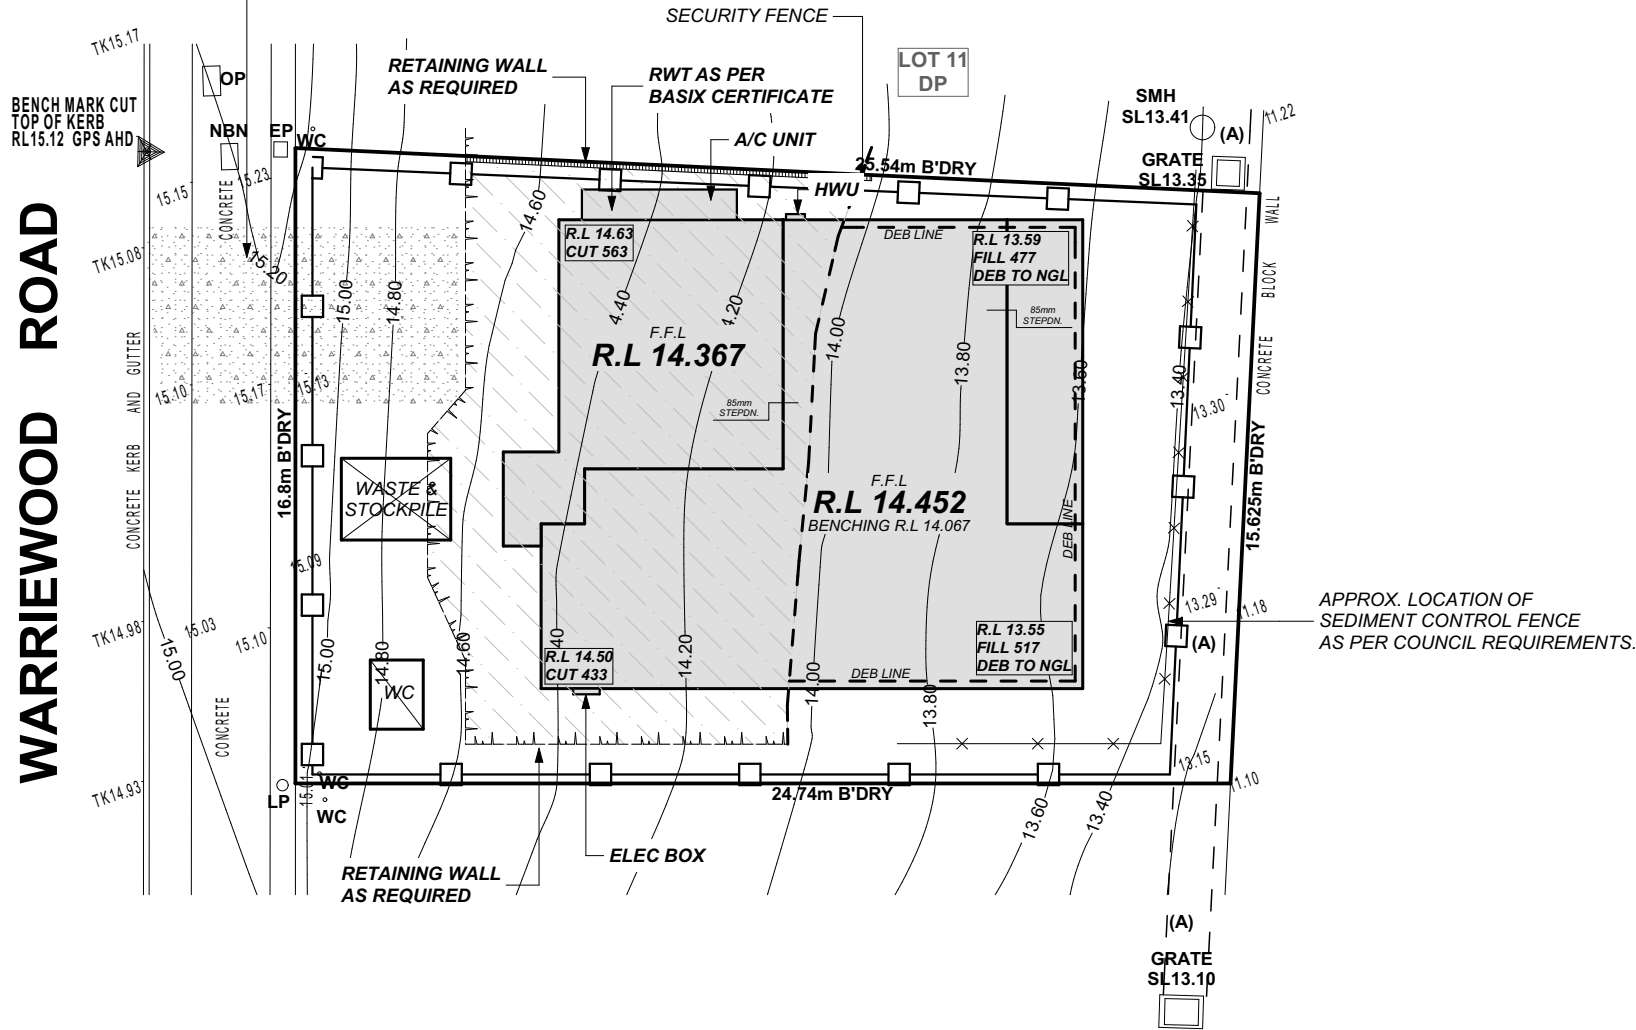 SECURITY FENCE
TK15.17
LOT 11
DP
RETAINING WALL
AS REQUIRED
RWT AS PER
BASIX CERTIFICATE
OP
BENCH MARK CUT
TOP OF KERB
RL15.12 GPS AHD
SMH
SL13.41
11.22
NBN
EP
WC
A/C UNIT
(A)
25.54m B'DRY
GRATE
SL13.35
15.15
15.23
HWU
14.60
CONCRETE
WALL
R.L 14.63
CUT 563
DEB LINE
R.L 13.59
FILL 477
DEB TO NGL
TK15.08
15.20
15.00
14.80
4.40
4.20
BLOCK
85mm
STEPDN.
F.F.L
R.L 14.367
14.00
13.80
13.60
13.40
CONCRETE
WARRIEWOOD ROAD
CONCRETE KERB AND GUTTER
15.10
15.17
15.13
85mm
STEPDN.
13.30
16.8m B'DRY
15.625m B'DRY
WASTE &
STOCKPILE
F.F.L
R.L 14.452
BENCHING R.L 14.067
DEB LINE
15.09
13.29
11.18
APPROX. LOCATION OF
SEDIMENT CONTROL FENCE
AS PER COUNCIL REQUIREMENTS.
TK14.98
15.03
15.10
15.00
15.00
14.80
14.60
40
14.20
14.00
13.80
R.L 14.50
CUT 433
R.L 13.55
FILL 517
DEB TO NGL
DEB LINE
(A)
WC
CONCRETE
13.15
11.10
TK14.93
LP
WC
WC
24.74m B'DRY
13.60
13.40
ELEC BOX
RETAINING WALL
AS REQUIRED
(A)
GRATE
SL13.10